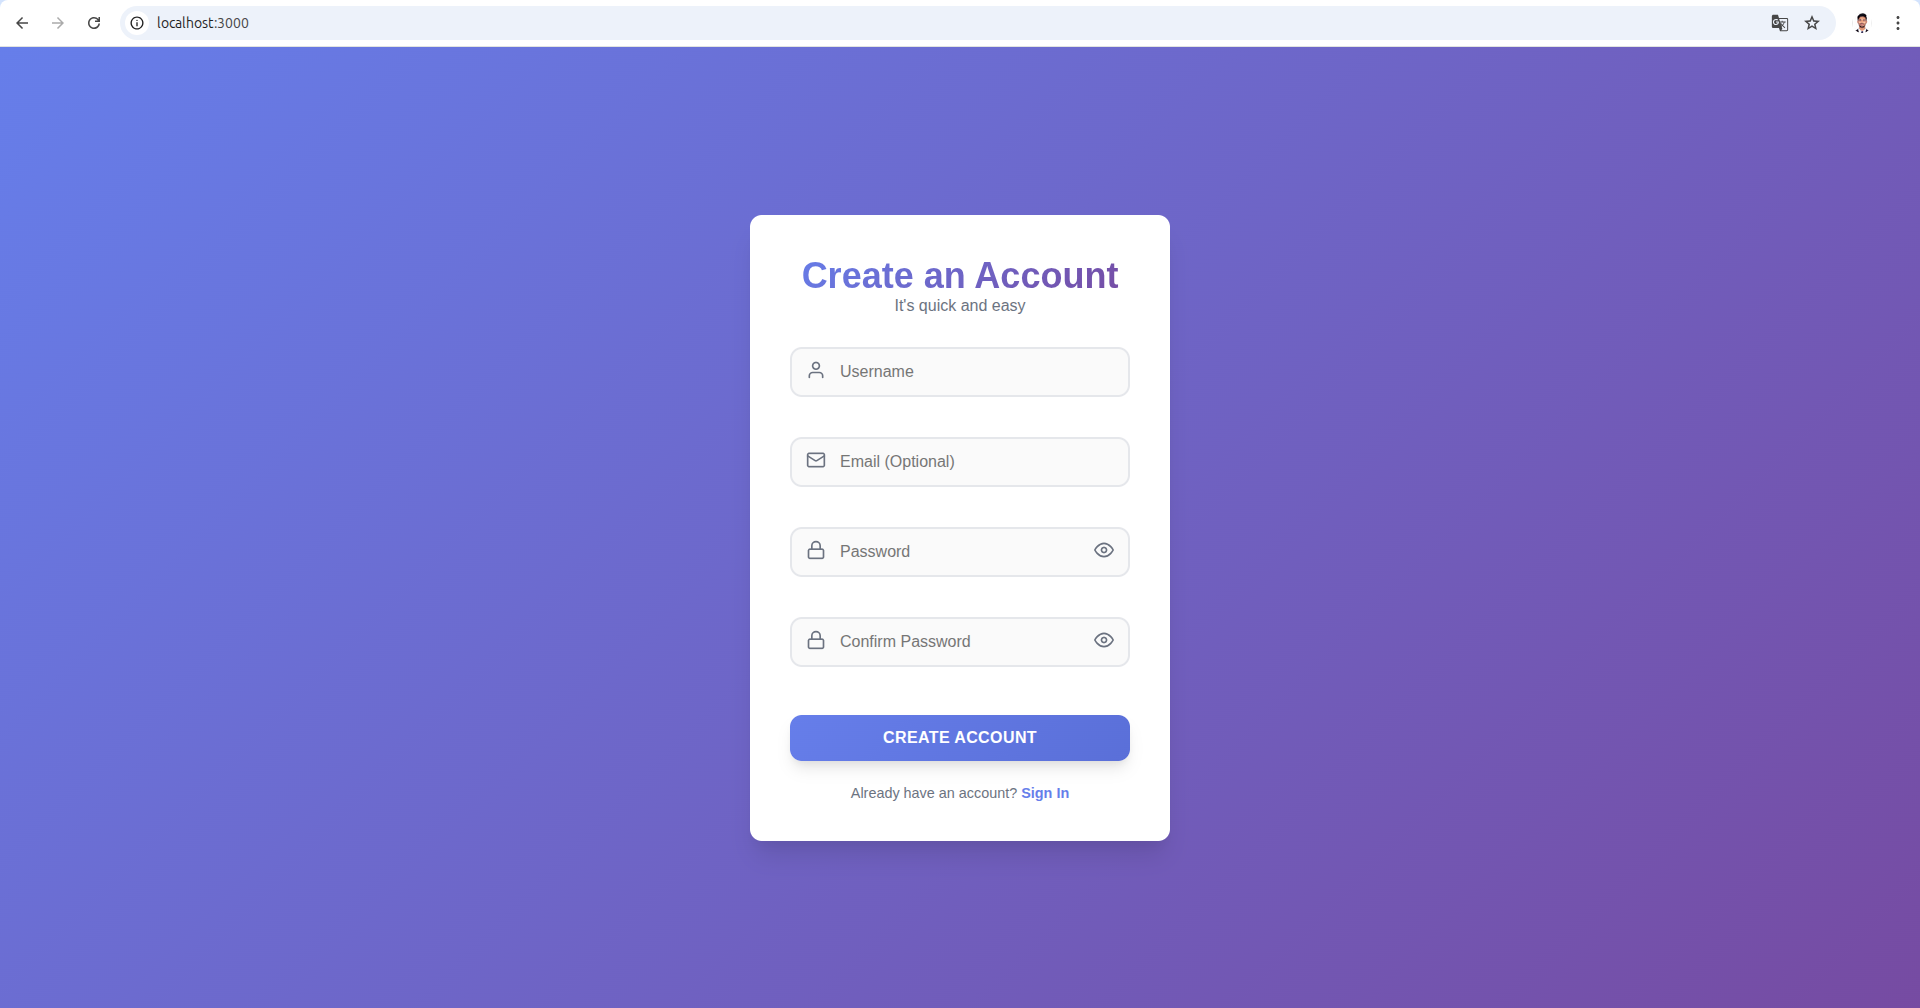 localhost:3000
Create an Account
It's quick and easy
Username
Email (Optional)
Password
Confirm Password
CREATE ACCOUNT
Already have an account? Sign In